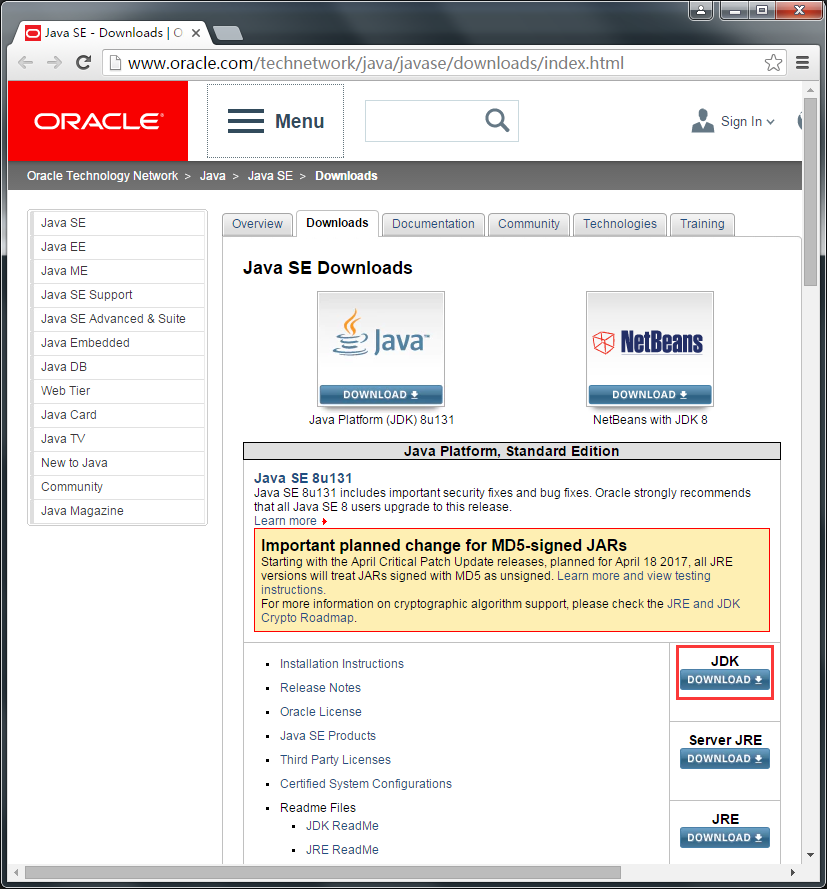 Java SE - Downloads | O
www.oracle.com/technetwork/java/javase/downloads/index.html
ORACLE®
Menu
Sign In
Oracle Technology Network > Java > Java SE > Downloads
Java SE
Java EE
Java ME
Java SE Support
Java SE Advanced & Suite
Java Embedded
Java DB
Web Tier
Java Card
Java TV
New to Java
Community
Java Magazine
Overview Downloads Documentation Community Technologies Training
Java SE Downloads
Java™
NetBeans
DOWNLOAD
DOWNLOAD
Java Platform (JDK) 8u131
NetBeans with JDK 8
Java Platform, Standard Edition
Java SE 8u131
Java SE 8u131 includes important security fixes and bug fixes. Oracle strongly recommends
that all Java SE 8 users upgrade to this release.
Learn more
Important planned change for MD5-signed JARs
Starting with the April Critical Patch Update releases, planned for April 18 2017, all JRE
versions will treat JARs signed with MD5 as unsigned. Learn more and view testing
instructions.
For more information on cryptographic algorithm support, please check the JRE and JDK
Crypto Roadmap.
Installation Instructions
Release Notes
Oracle License
Java SE Products
Third Party Licenses
Certified System Configurations
Readme Files
JDK ReadMe
JRE ReadMe
JDK
DOWNLOAD
Server JRE
DOWNLOAD
JRE
DOWNLOAD